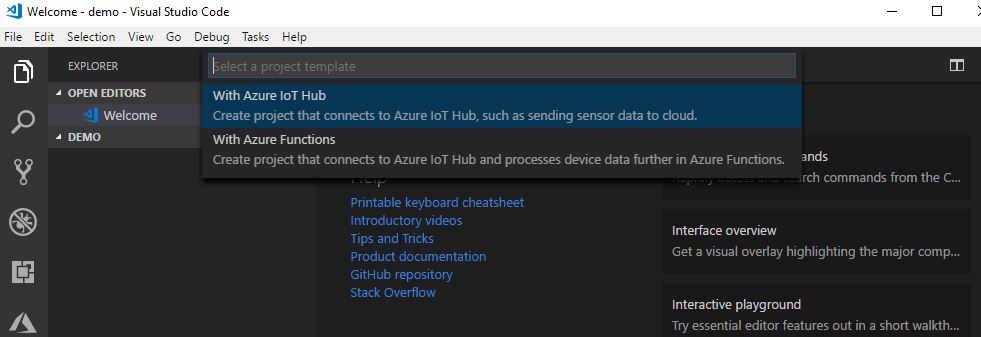 Welcome - demo - Visual Studio Code
File Edit Selection View Go Debug Tasks Help
EXPLORER
Select a project template
OPEN EDITORS
With Azure IoT Hub
Welcome
Create project that connects to Azure IoT Hub, such as sending sensor data to cloud.
DEMO
With Azure Functions
Create project that connects to Azure IoT Hub and processes device data further in Azure Functions.
Help
Rapidly access and search commands from the C...
Printable keyboard cheatsheet
Introductory videos
Tips and Tricks
Product documentation
GitHub repository
Stack Overflow
Interface overview
Get a visual overlay highlighting the major comp...
Interactive playground
Try essential editor features out in a short walkth...